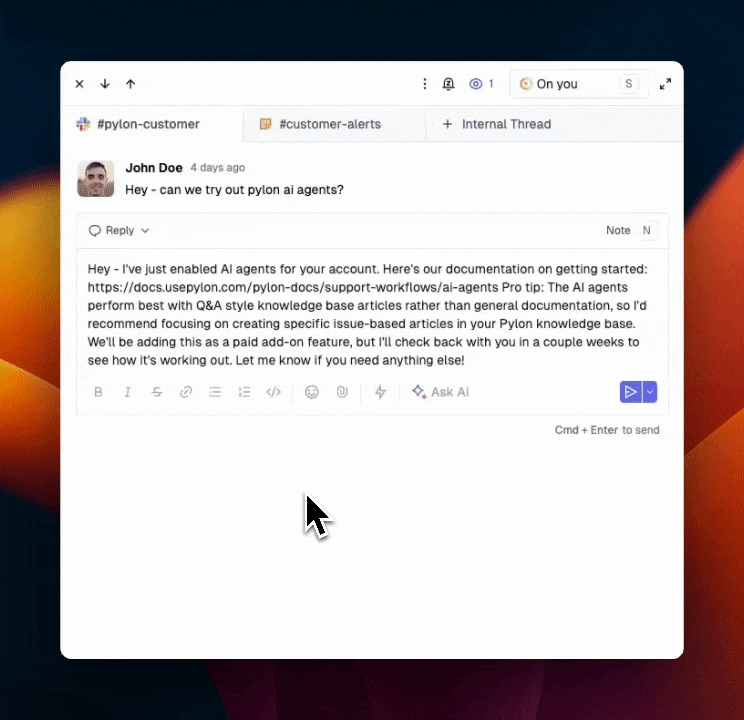 1
On you
S
#pylon-customer
#customer-alerts
Internal Thread
John Doe 4 days ago
Hey - can we try out pylon ai agents?
Reply
Note N
Hey - I've just enabled AI agents for your account. Here's our documentation on getting started:
https://docs.usepylon.com/pylon-docs/support-workflows/ai-agents Pro tip: The AI agents
perform best with Q&A style knowledge base articles rather than general documentation, so I'd
recommend focusing on creating specific issue-based articles in your Pylon knowledge base.
We'll be adding this as a paid add-on feature, but I'll check back with you in a couple weeks to
see how it's working out. Let me know if you need anything else!
B I S
Ask AI
Cmd + Enter to send